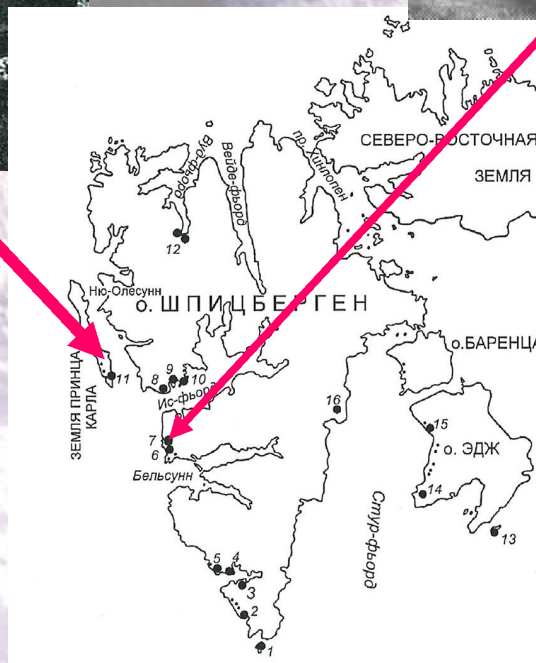 СЕВЕРО-ВОСТОЧНАЯ
ЗЕМЛЯ
Вуд-фьорд
Вейде-фьорд
пр. Хинлопен
12
Ню-Олесунн
о. ШПИЦБЕРГЕН
о.БАРЕНЦА
ЗЕМЛЯ ПРИНЦА
КАРЛА
11
9
8
10
Ис-фьорд
16
7
6
15
о. ЭДЖ
Бельсунн
14
Стур-фьорд
13
5
4
3
2
1